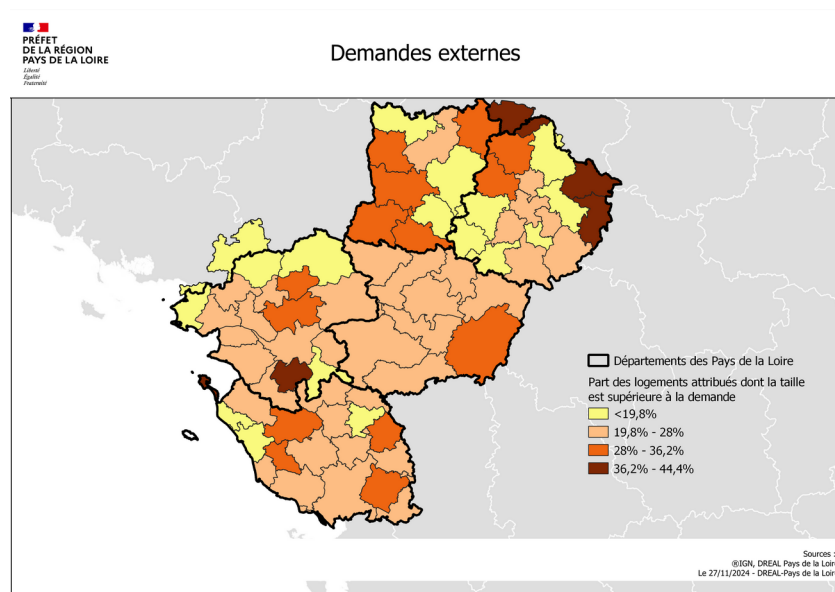 PRÉFET
DE LA RÉGION
PAYS DE LA LOIRE
Liberté
Égalité
Fraternité
Demandes externes
Départements des Pays de la Loire
Part des logements attribués dont la taille
est supérieure à la demande
<19,8%
19,8% - 28%
28% - 36,2%
36,2% - 44,4%
Sources :
®IGN, DREAL Pays de la Loire
Le 27/11/2024 - DREAL-Pays de la Loire